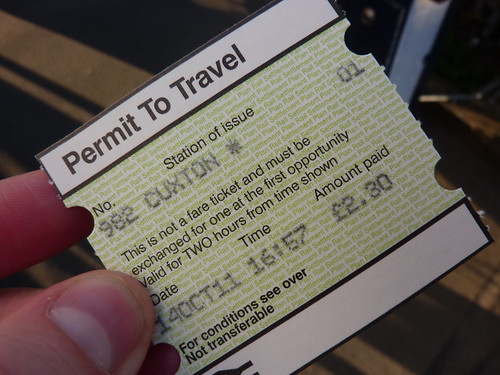 Permit To Travel
Station of issue
01
No.
982 CUXTON *
This is not a fare ticket and must be
exchanged for one at the first opportunity
Valid for TWO hours from time shown
Date Time Amount paid
14OCT11 16:57 £2.30
For conditions see over
Not transferable